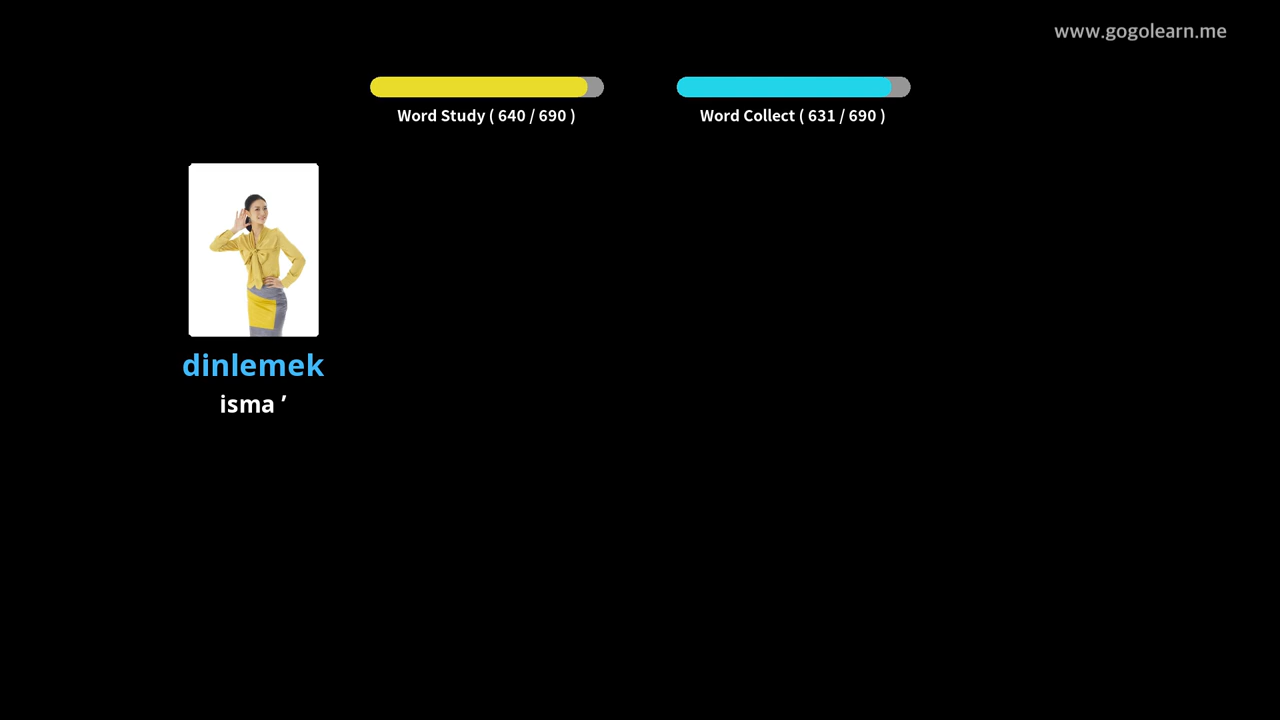 www.gogolearn.me
Word Study ( 640 / 690 )
Word Collect ( 631 / 690 )
dinlemek
isma ’